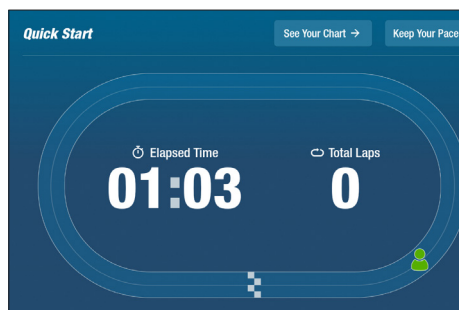 Quick Start
See Your Chart →
Keep Your Pace
Elapsed Time
Total Laps
01:03
0